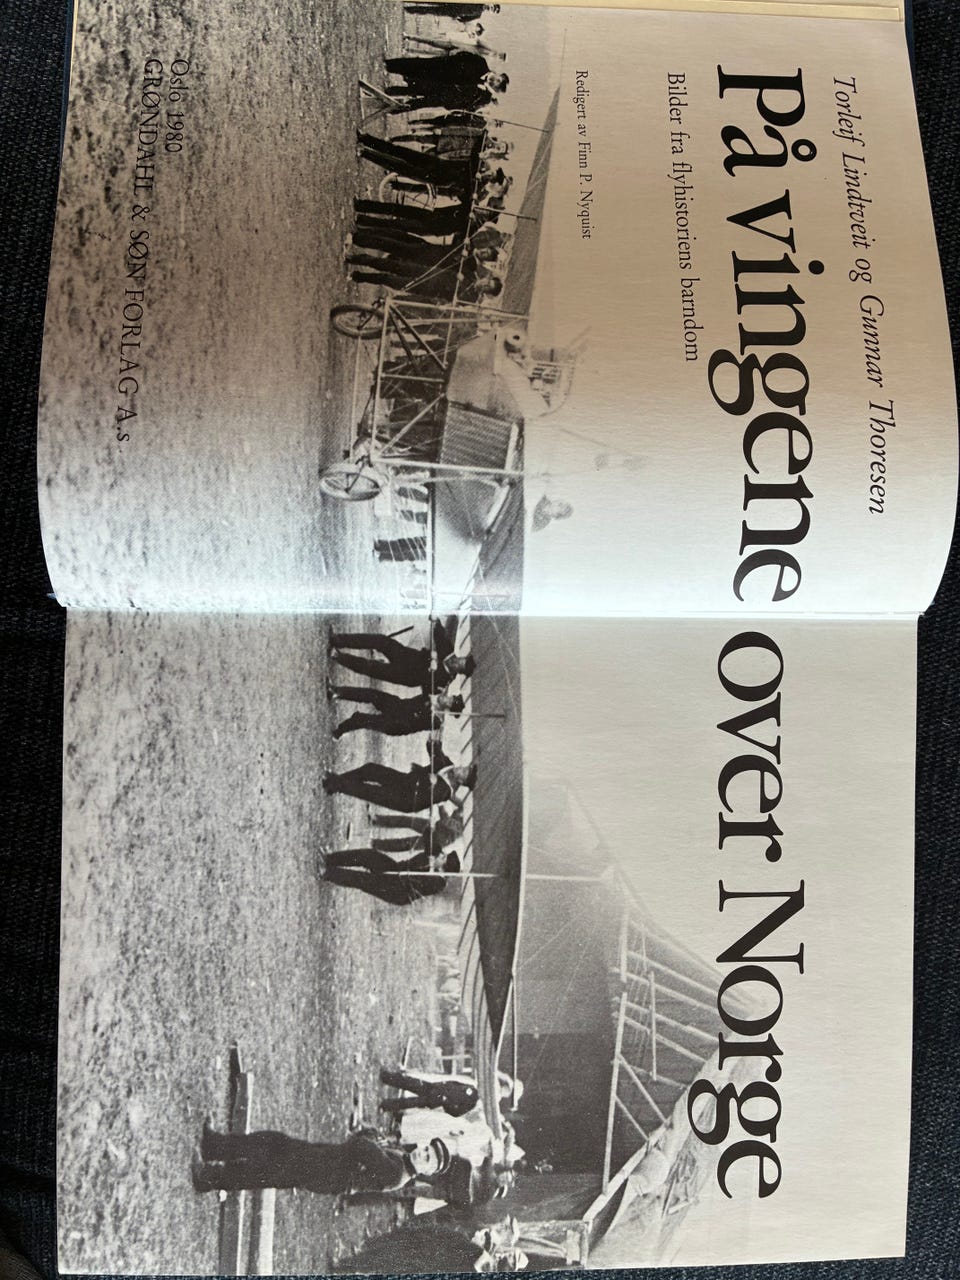 Torleif Lindtveit og Gunnar Thoresen
På vingene over Norge
Bilder fra flyhistoriens barndom
Redigert av Finn P. Nyquist
Oslo 1980
GRØNDAHL & SØN FORLAG A.s